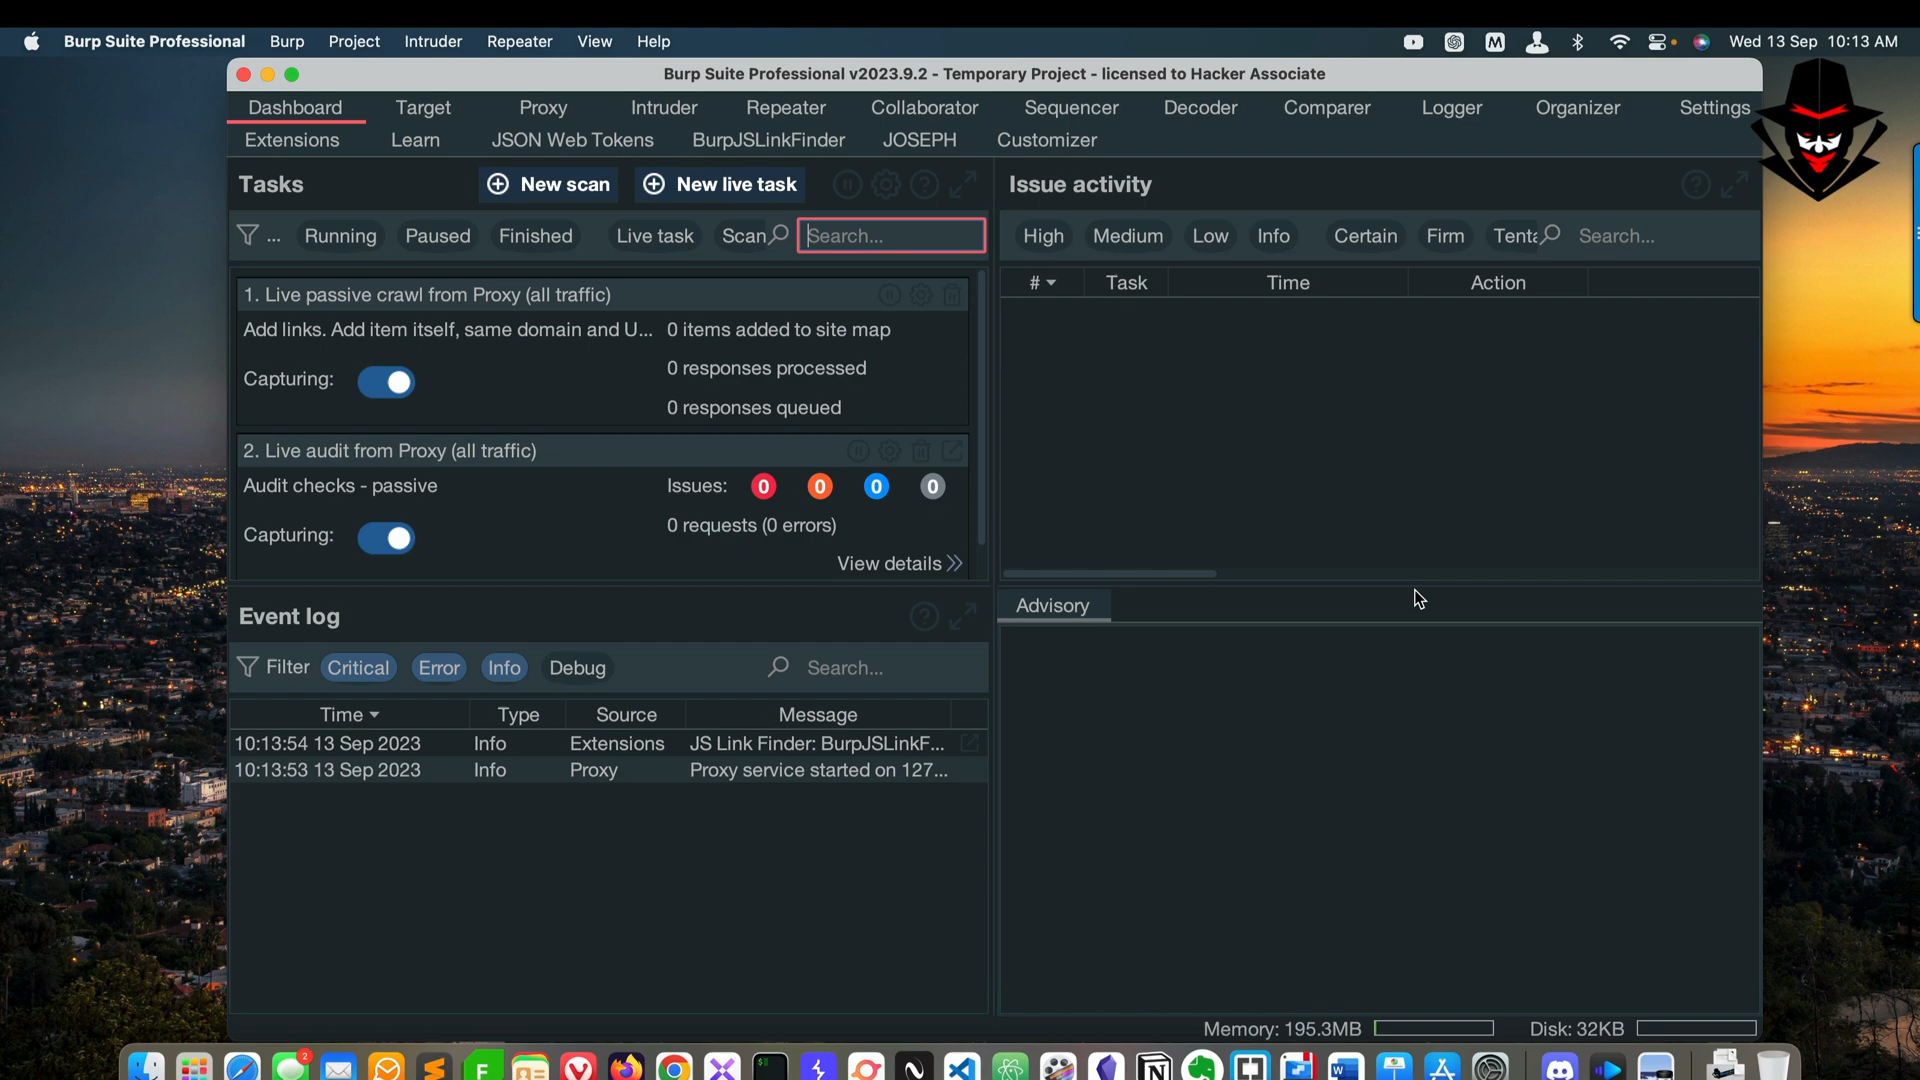 Burp Suite Professional Burp Project Intruder Repeater View Help Wed 13 Sep 10:13 AM
Burp Suite Professional v2023.9.2 - Temporary Project - licensed to Hacker Associate
Dashboard Target Proxy Intruder Repeater Collaborator Sequencer Decoder Comparer Logger Organizer Settings
Extensions Learn JSON Web Tokens BurpJSLinkFinder JOSEPH Customizer
Tasks New scan New live task
... Running Paused Finished Live task Scan Search...
1. Live passive crawl from Proxy (all traffic)
Add links. Add item itself, same domain and U... 0 items added to site map
0 responses processed
Capturing:
0 responses queued
2. Live audit from Proxy (all traffic)
Audit checks - passive Issues: 0 0 0 0
0 requests (0 errors)
Capturing:
View details
Issue activity
High Medium Low Info Certain Firm Tenta Search...
# Task Time Action
Advisory
Event log
Filter Critical Error Info Debug Search...
Time Type Source Message
10:13:54 13 Sep 2023 Info Extensions JS Link Finder: BurpJSLinkF...
10:13:53 13 Sep 2023 Info Proxy Proxy service started on 127...
Memory: 195.3MB Disk: 32KB
2